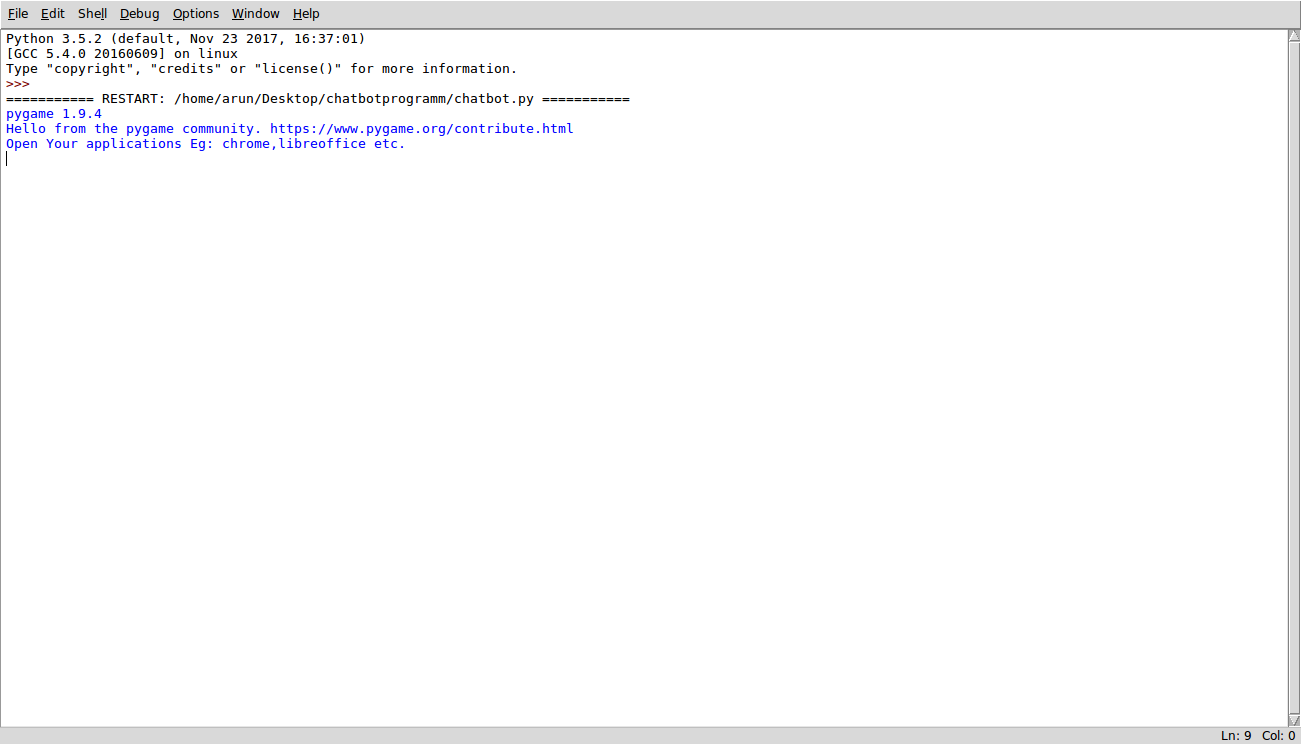 File Edit Shell Debug Options Window Help
Python 3.5.2 (default, Nov 23 2017, 16:37:01)
[GCC 5.4.0 20160609] on linux
Type "copyright", "credits" or "license()" for more information.
>>>
=========== RESTART: /home/arun/Desktop/chatbotprogramm/chatbot.py ===========
pygame 1.9.4
Hello from the pygame community. https://www.pygame.org/contribute.html
Open Your applications Eg: chrome,libreoffice etc.
Ln: 9 Col: 0